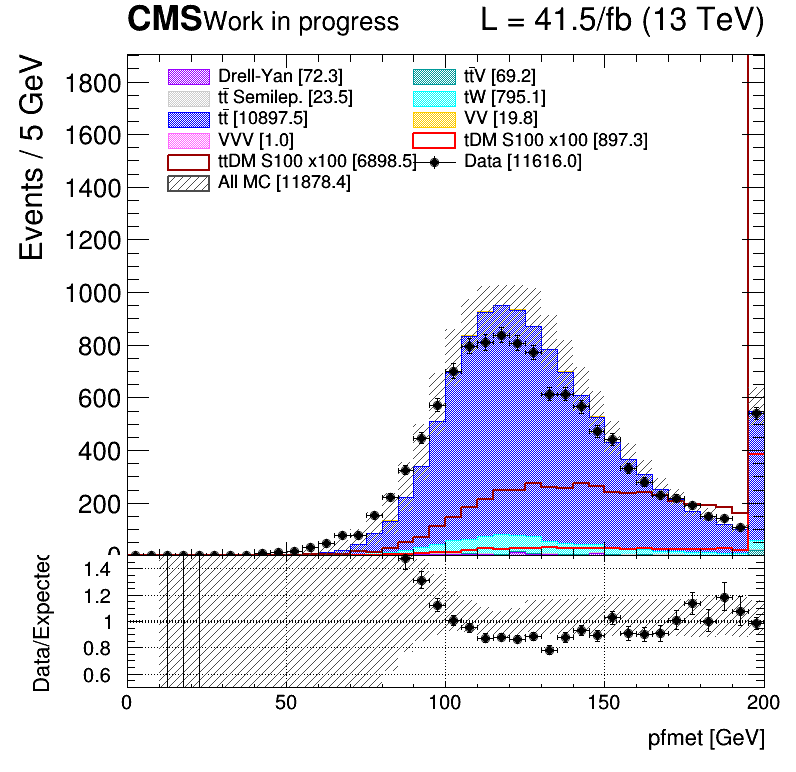 CMS Work in progress L = 41.5/fb (13 TeV)
Events / 5 GeV
1800
1600
1400
1200
1000
800
600
400
200
0
Drell-Yan [72.3] tt̄V [69.2]
tt̄ Semilep. [23.5] tW [795.1]
tt̄ [10897.5] VV [19.8]
VVV [1.0] tDM S100 x100 [897.3]
ttDM S100 x100 [6898.5] Data [11616.0]
All MC [11878.4]
Data/Expected
1.4
1.2
1
0.8
0.6
0 50 100 150 200
pfmet [GeV]